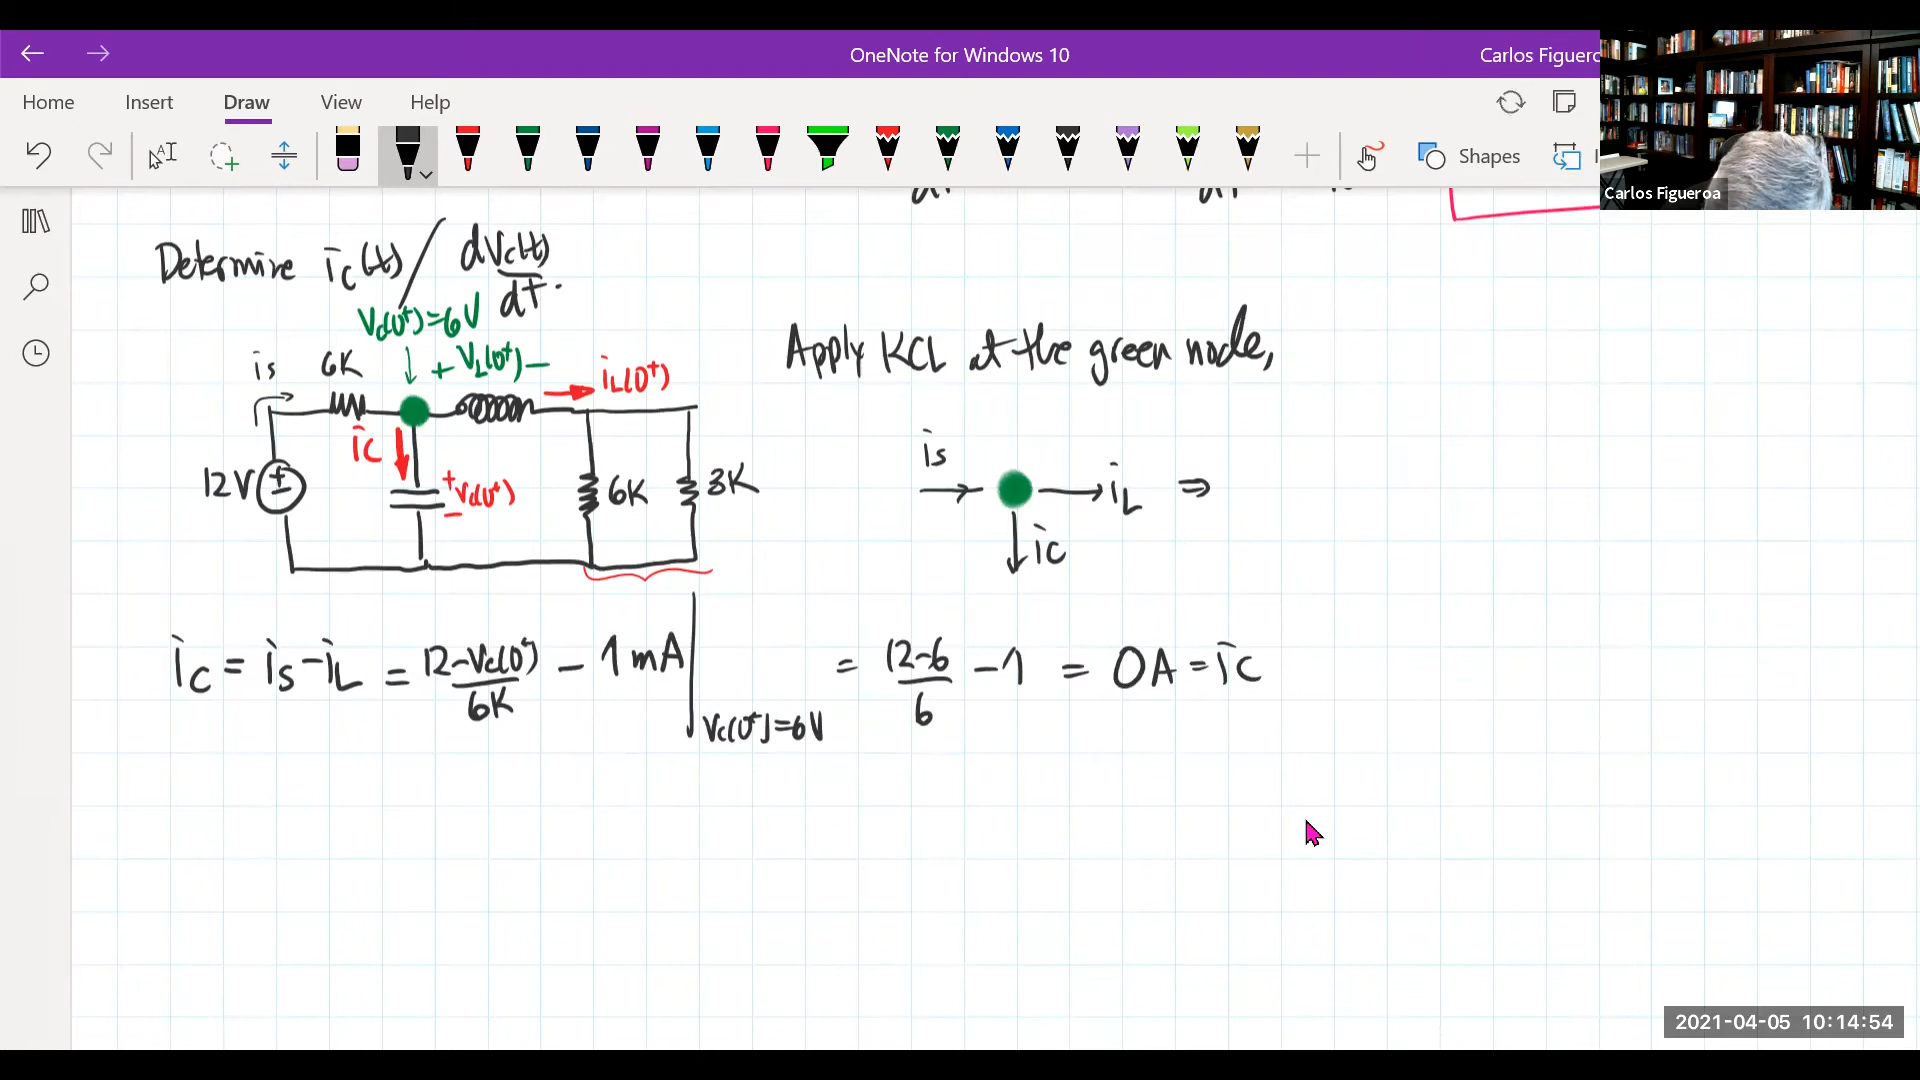 OneNote for Windows 10
Carlos Figuero
Home Insert Draw View Help
Shapes
Carlos Figueroa
Determine ic(t) / dVc(t)/dt.
Vc(0⁺)=6V
+ VL(0⁺) −
is 6K iL(0⁺)
ic
12V + − + Vc(0⁺) − 6K 3K
Apply KCL at the green node,
is
iL ⇒
ic
ic = is − iL = (12−Vc(0⁺))/6K − 1mA | Vc(0⁺)=6V = (12−6)/6 − 1 = 0A = ic
2021-04-05 10:14:54